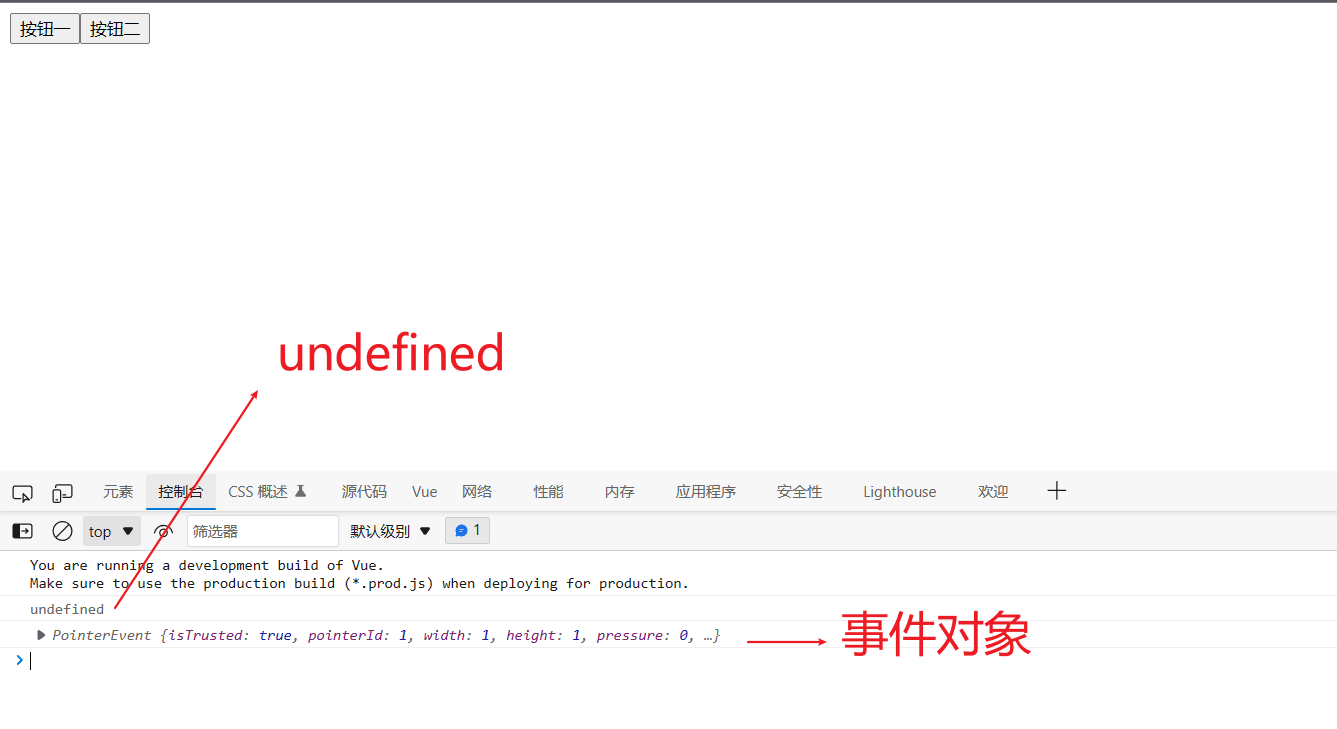 按钮一 按钮二
undefined
元素 控制台 CSS 概述 源代码 Vue 网络 性能 内存 应用程序 安全性 Lighthouse 欢迎
top 筛选器 默认级别 1
You are running a development build of Vue.
Make sure to use the production build (*.prod.js) when deploying for production.
undefined
PointerEvent {isTrusted: true, pointerId: 1, width: 1, height: 1, pressure: 0, …}
事件对象